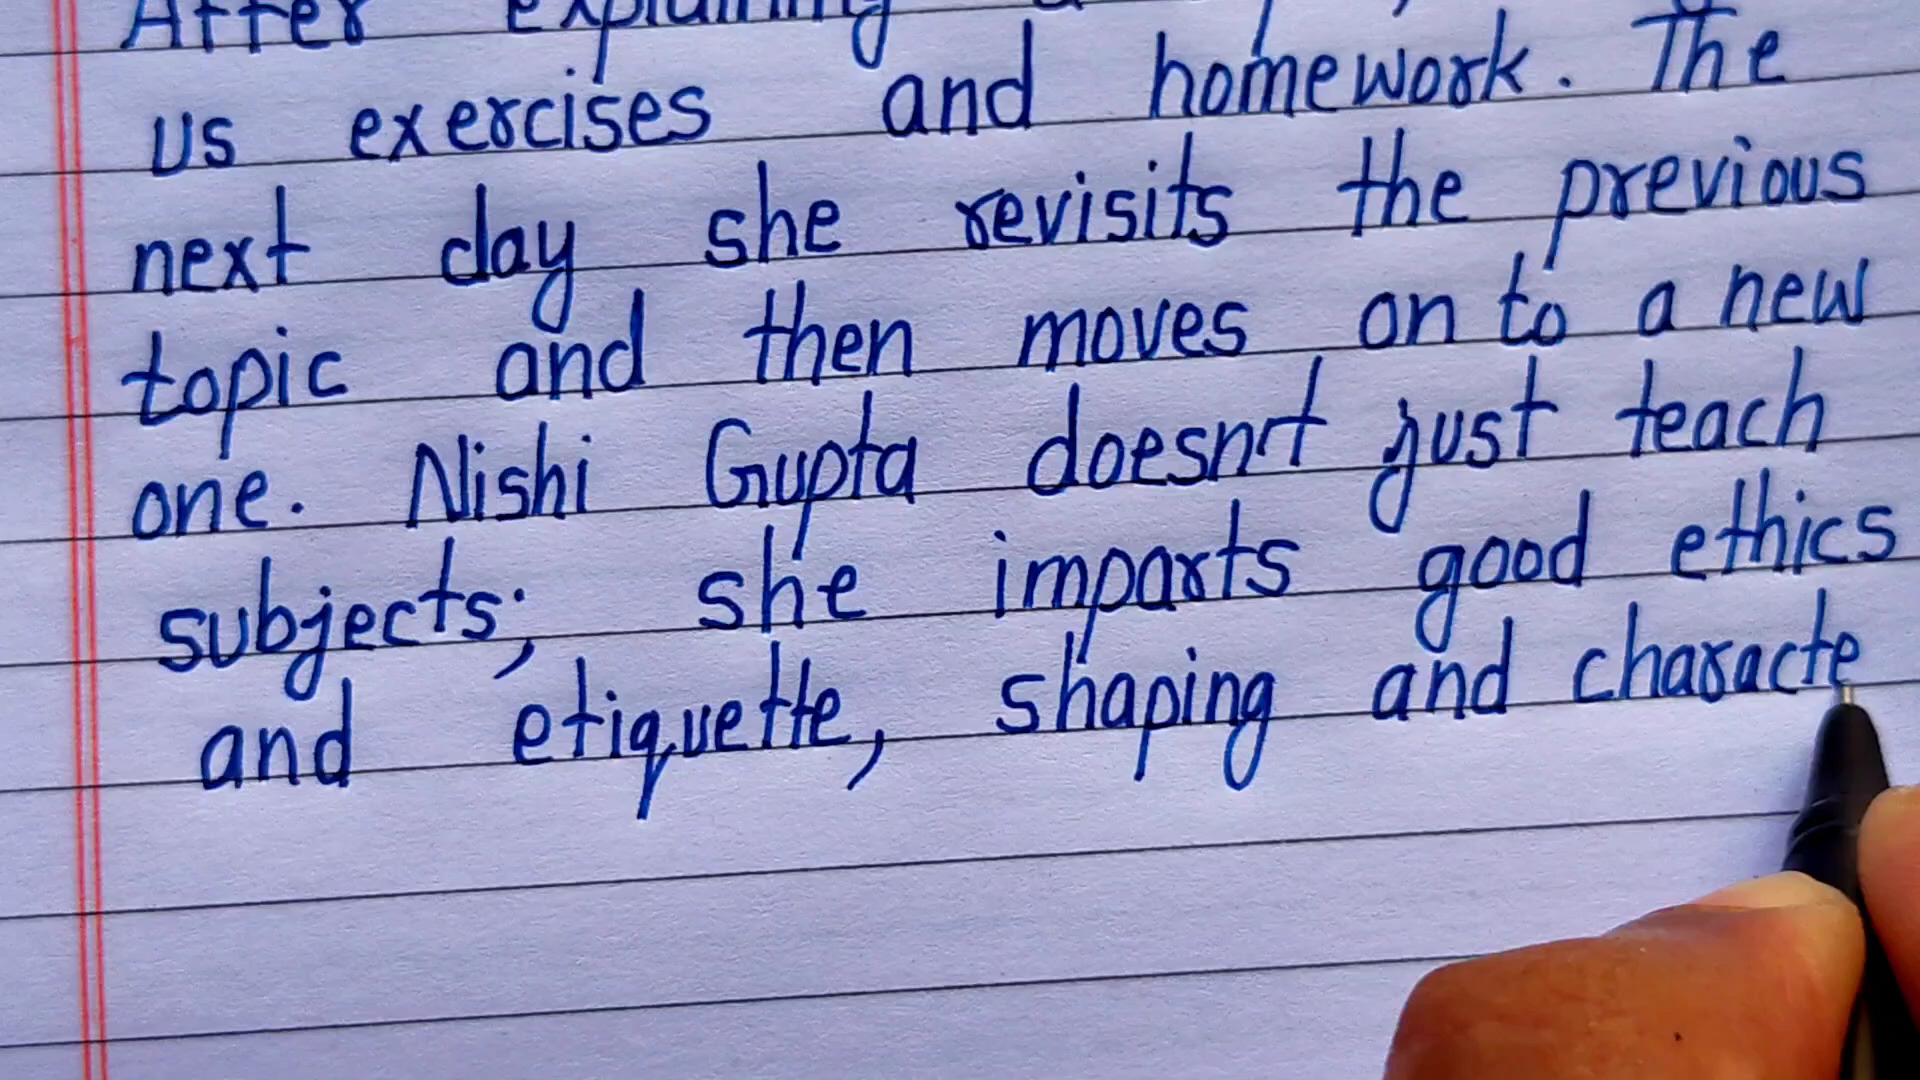 After explaining a
us exercises and homework. The
next day she revisits the previous
topic and then moves on to a new
one. Nishi Gupta doesn't just teach
subjects; she imparts good ethics
and etiquette, shaping and characte